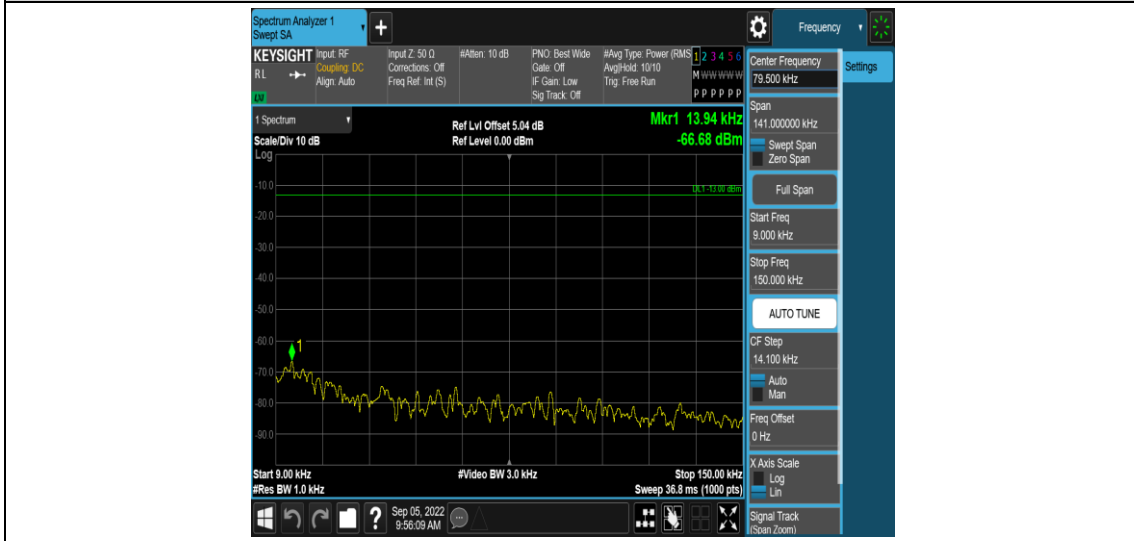 Spectrum Analyzer 1
Swept SA
+
Frequency
KEYSIGHT
RL
Input: RF
Coupling: DC
Align: Auto
Input Z: 50 Ω
Corrections: Off
Freq Ref: Int (S)
#Atten: 10 dB
PNO: Best Wide
Gate: Off
IF Gain: Low
Sig Track: Off
#Avg Type: Power (RMS
Avg|Hold: 10/10
Trig: Free Run
1 2 3 4 5 6
M W W W W W
P P P P P P
1 Spectrum
Scale/Div 10 dB
Log
Ref Lvl Offset 5.04 dB
Ref Level 0.00 dBm
Mkr1 13.94 kHz
-66.68 dBm
DL1 -13.00 dBm
-10.0
-20.0
-30.0
-40.0
-50.0
-60.0
1
-70.0
-80.0
-90.0
Start 9.00 kHz
#Res BW 1.0 kHz
#Video BW 3.0 kHz
Stop 150.00 kHz
Sweep 36.8 ms (1000 pts)
?
Sep 05, 2022
9:56:09 AM
Center Frequency
79.500 kHz
Settings
Span
141.000000 kHz
Swept Span
Zero Span
Full Span
Start Freq
9.000 kHz
Stop Freq
150.000 kHz
AUTO TUNE
CF Step
14.100 kHz
Auto
Man
Freq Offset
0 Hz
X Axis Scale
Log
Lin
Signal Track
(Span Zoom)